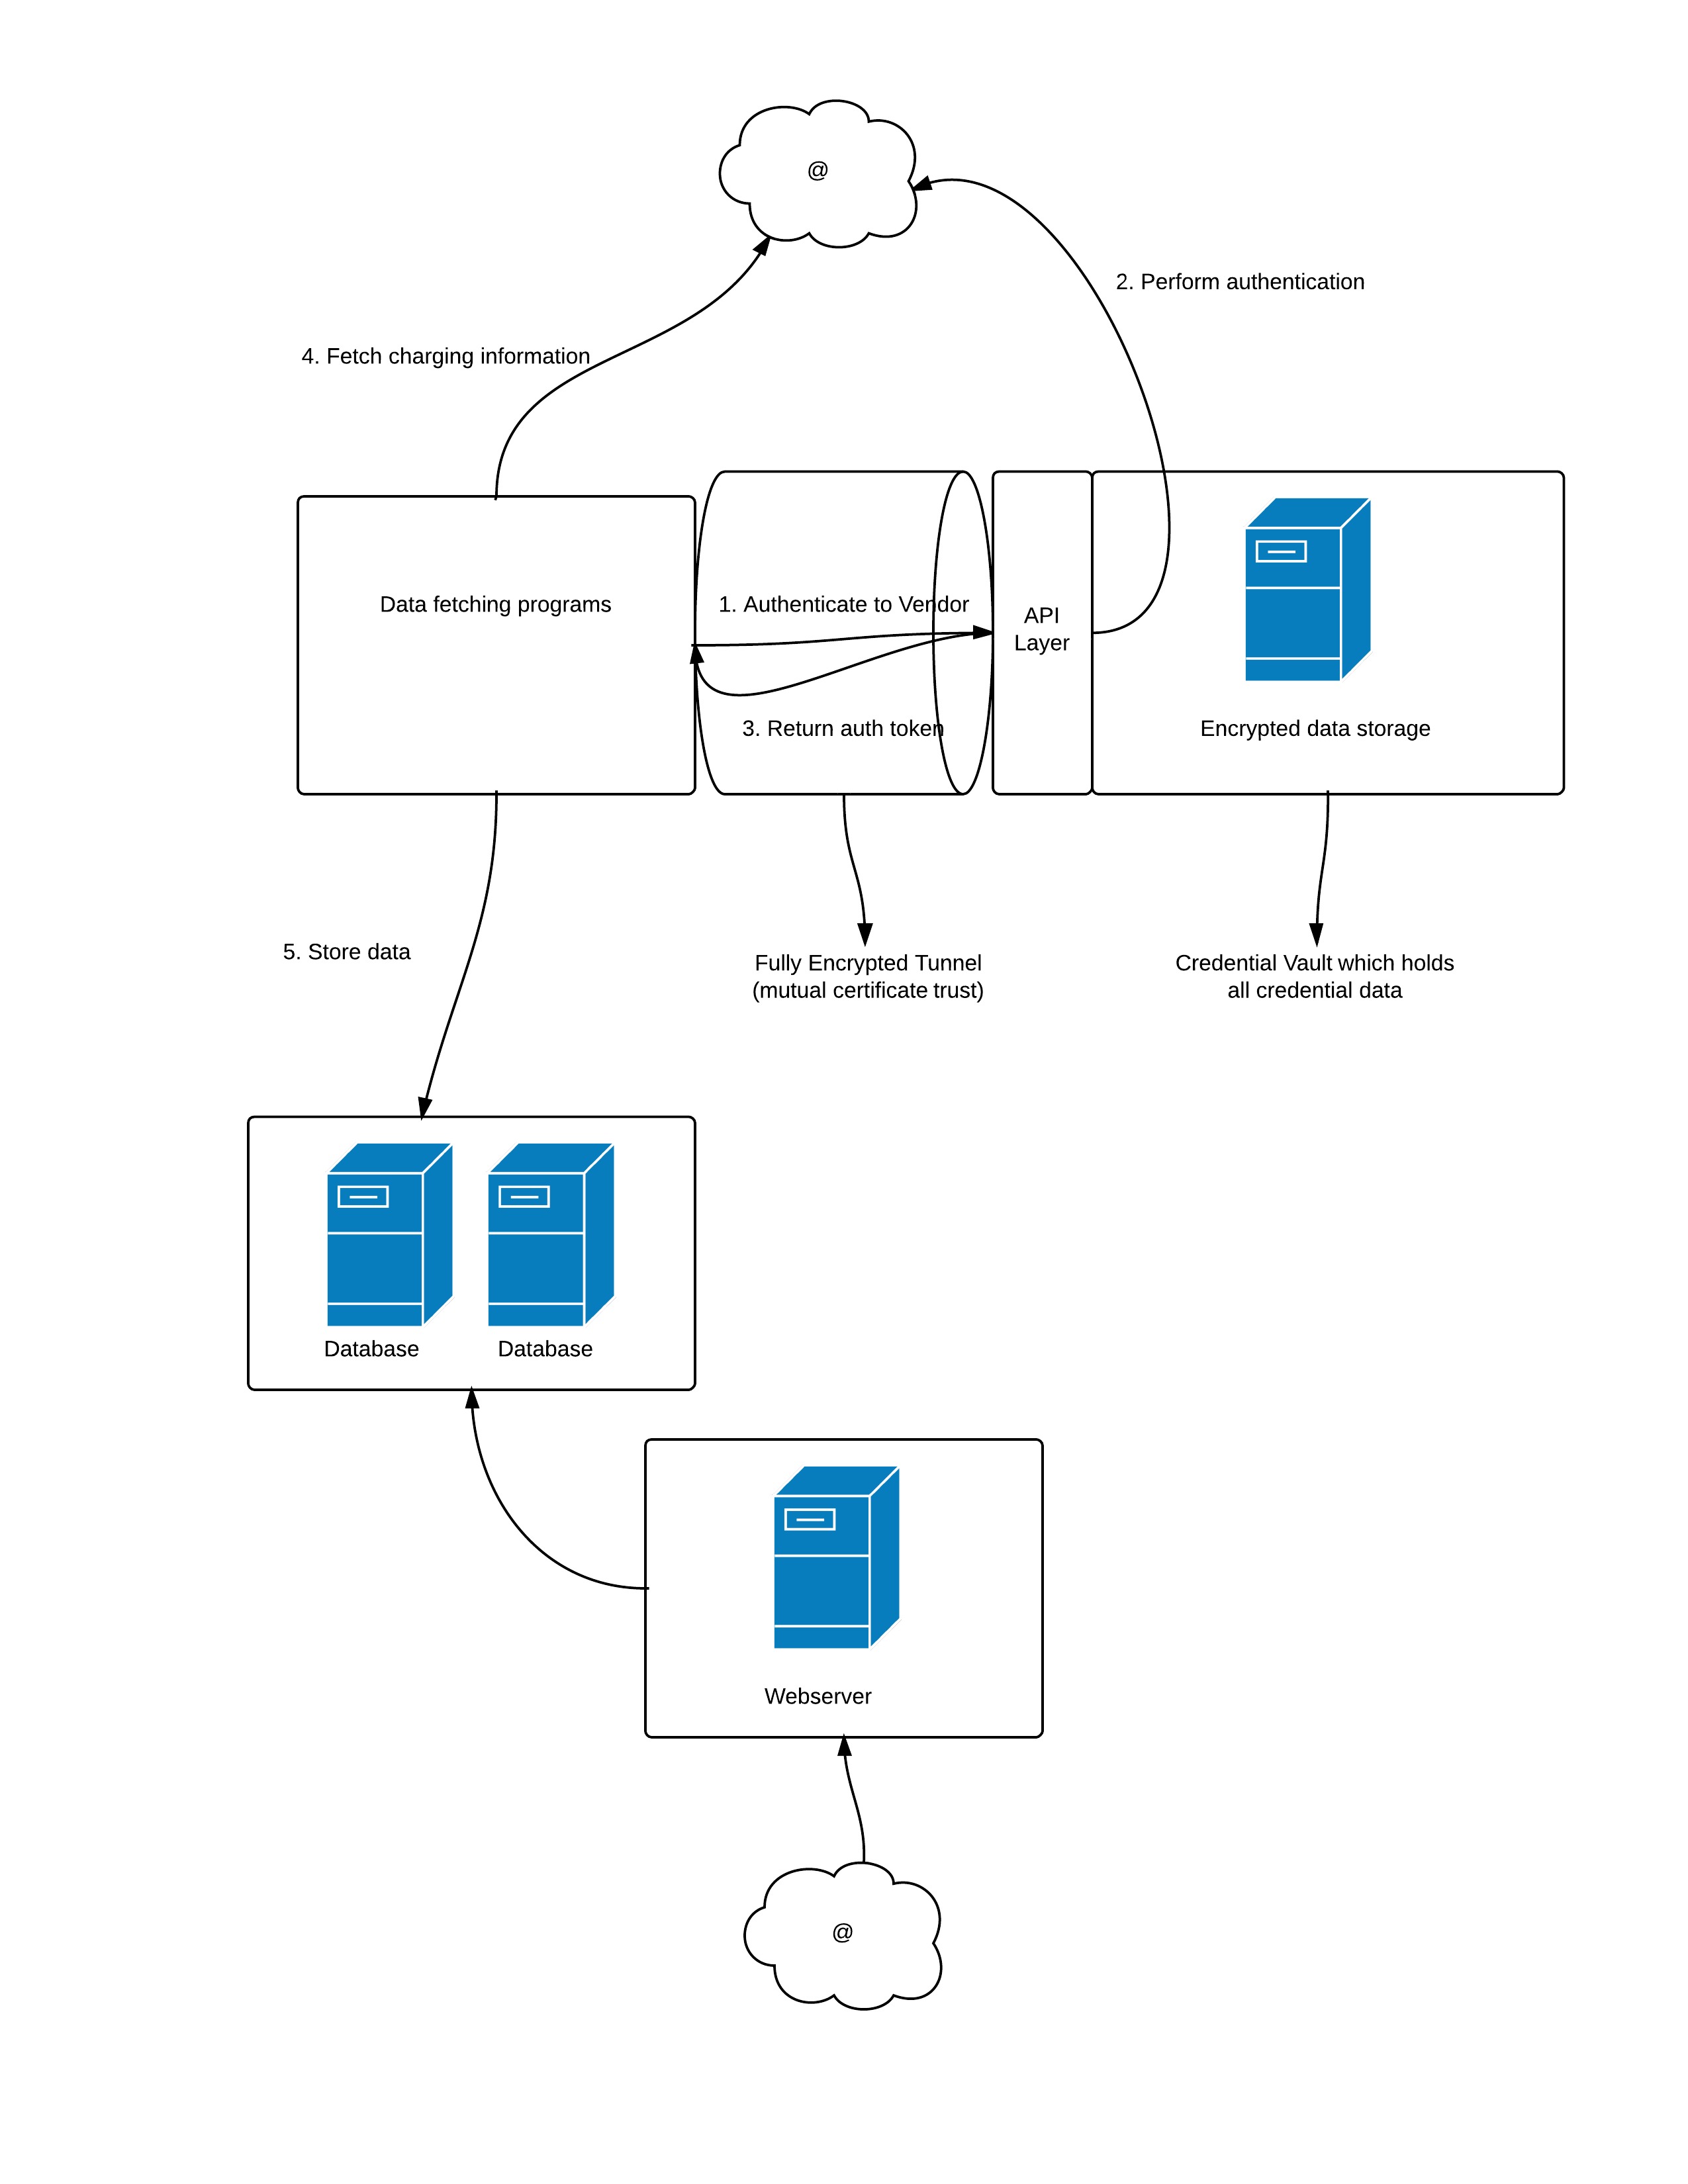 @
2. Perform authentication
4. Fetch charging information
Data fetching programs
1. Authenticate to Vendor
API
Layer
3. Return auth token
Encrypted data storage
5. Store data
Fully Encrypted Tunnel
(mutual certificate trust)
Credential Vault which holds
all credential data
Database
Database
Webserver
@